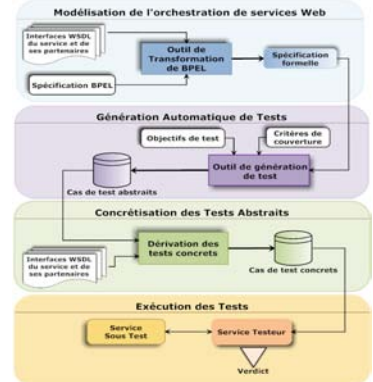 Modélisation de l'orchestration de services Web
Interfaces WSDL
du service et de
ses partenaires
Outil de
Transformation
de BPEL
Spécification
formelle
Spécification BPEL
Génération Automatique de Tests
Objectifs de test
Critères de
couverture
Outil de génération
de test
Cas de test abstraits
Concrétisation des Tests Abstraits
Dérivation des
tests concrets
Interfaces WSDL
du service et de
ses partenaires
Cas de test concrets
Exécution des Tests
Service
Sous Test
Service Testeur
Verdict